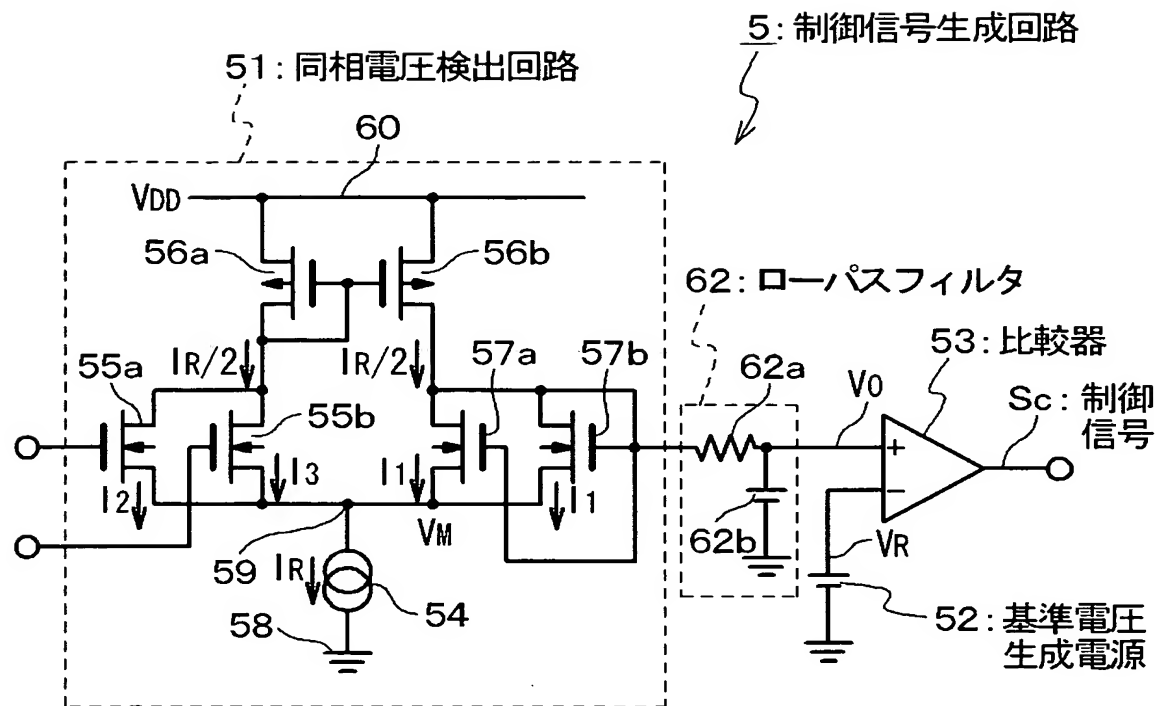 5:制御信号生成回路
51:同相電圧検出回路
60
VDD
56a
56b
62:ローパスフィルタ
IR/2
IR/2
57a
57b
53:比較器
55a
62a
VO
Sc:制御
信号
55b
I2
I3
I1
I1
VM
62b
VR
59
IR
54
58
52:基準電圧
生成電源
+
−